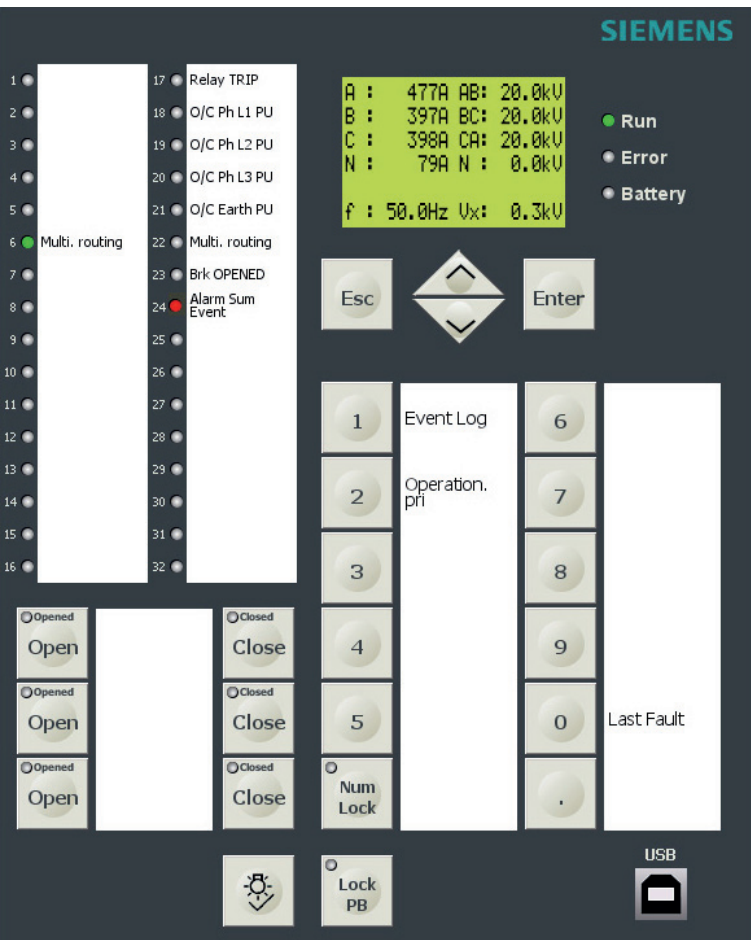 SIEMENS
1 17 Relay TRIP
2 18 O/C Ph L1 PU
3 19 O/C Ph L2 PU
4 20 O/C Ph L3 PU
5 21 O/C Earth PU
6 Multi. routing 22 Multi. routing
7 23 Brk OPENED
8 24 Alarm Sum
Event
9 25
10 26
11 27
12 28
13 29
14 30
15 31
16 32
A : 477A AB: 20.0kV
B : 397A BC: 20.0kV
C : 398A CA: 20.0kV
N : 79A N : 0.0kV
f : 50.0Hz Vx: 0.3kV
Run
Error
Battery
Esc
Enter
1 Event Log 6
2 Operation.
pri
7
3 8
4 9
5 0 Last Fault
Num
Lock
.
Opened
Open
Closed
Close
Opened
Open
Closed
Close
Opened
Open
Closed
Close
Lock
PB
USB